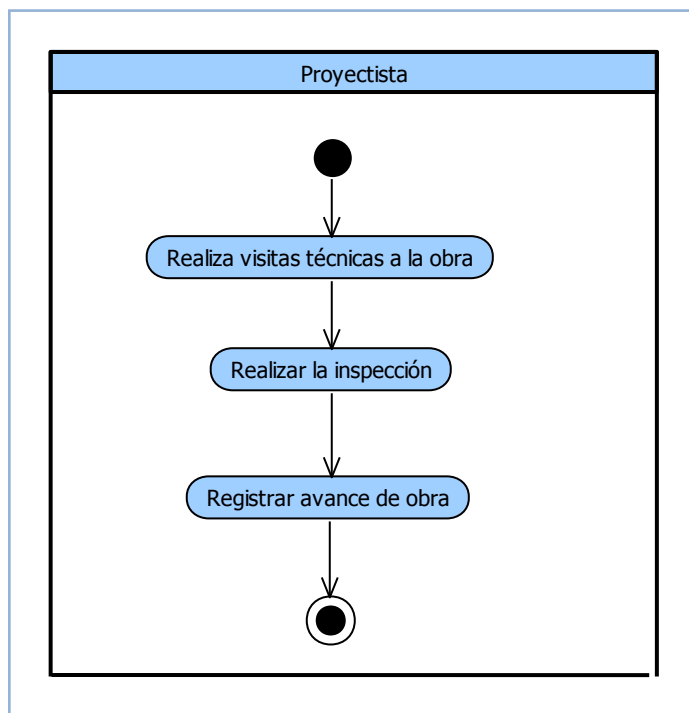 Proyectista
Realiza visitas técnicas a la obra
Realizar la inspección
Registrar avance de obra